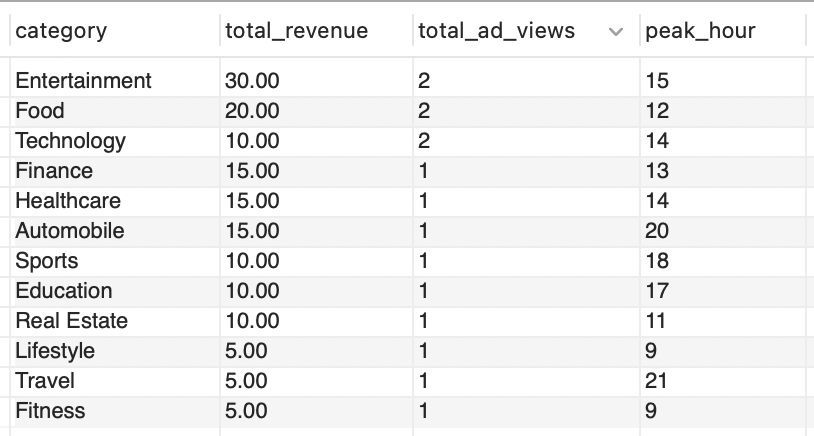 category total_revenue total_ad_views peak_hour
Entertainment 30.00 2 15
Food 20.00 2 12
Technology 10.00 2 14
Finance 15.00 1 13
Healthcare 15.00 1 14
Automobile 15.00 1 20
Sports 10.00 1 18
Education 10.00 1 17
Real Estate 10.00 1 11
Lifestyle 5.00 1 9
Travel 5.00 1 21
Fitness 5.00 1 9